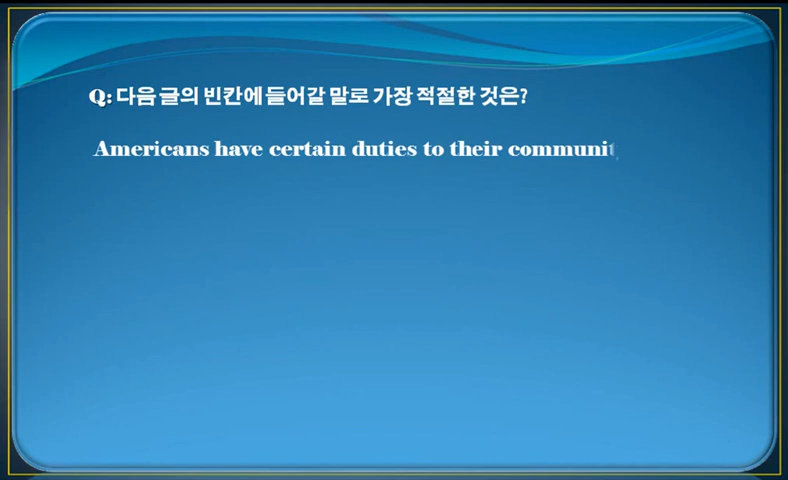 Q: 다음 글의 빈칸에 들어갈 말로 가장 적절한 것은?
Americans have certain duties to their communit